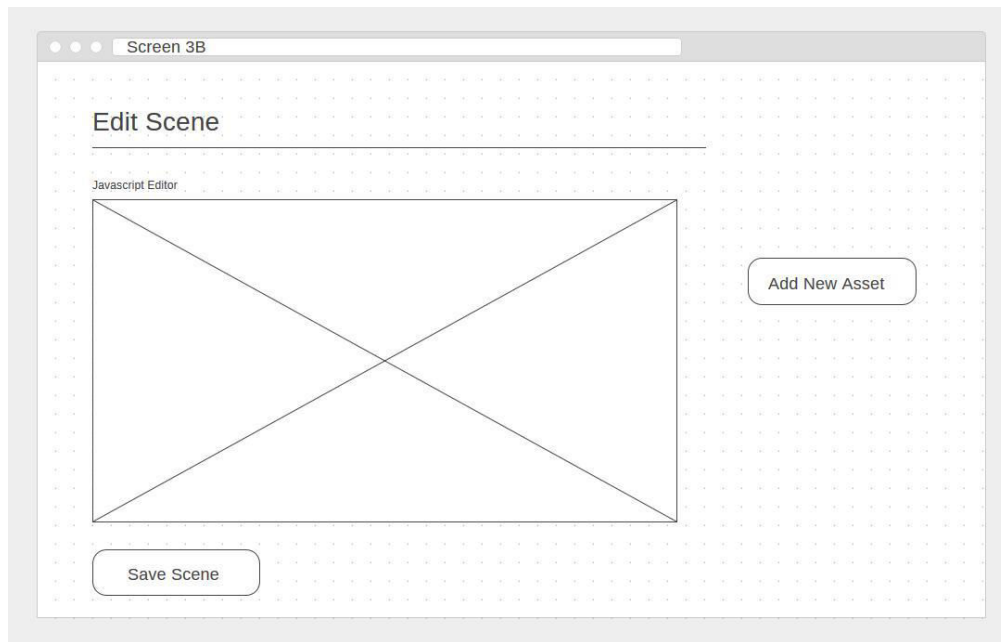 Screen 3B
Edit Scene
Javascript Editor
Add New Asset
Save Scene